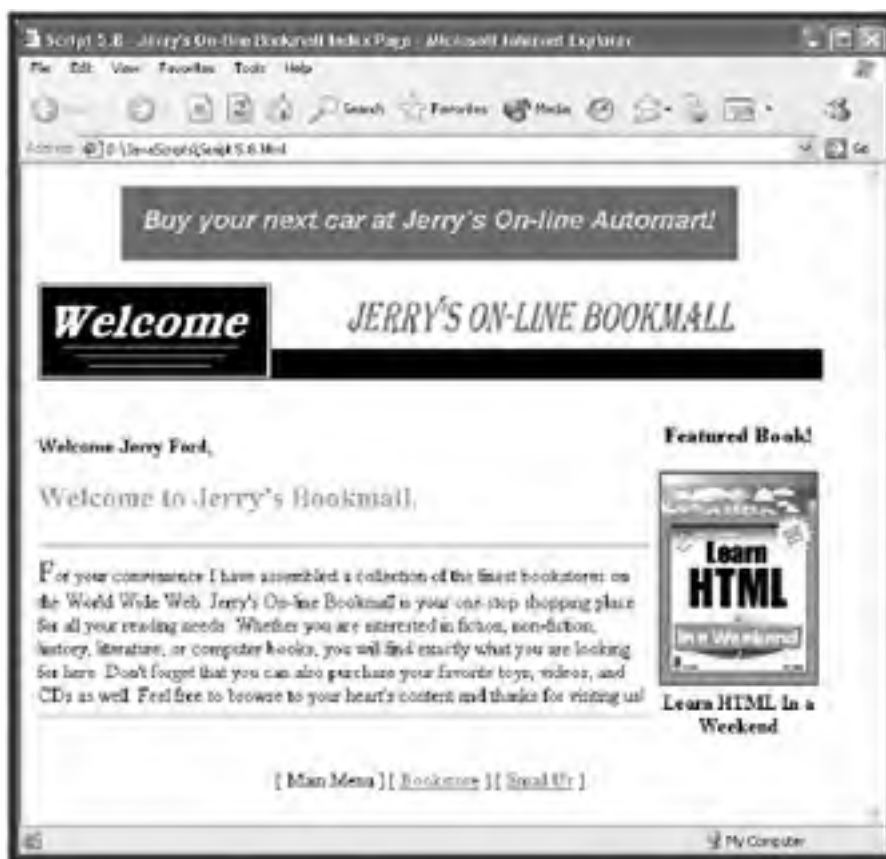 Script 5.8 - Jerry's On-line Bookmall Index Page - Microsoft Internet Explorer
File Edit View Favorites Tools Help
Search Favorites Media
Address D:\JavaScripts\Script 5.8.html Go
Buy your next car at Jerry's On-line Automart!
Welcome
JERRY'S ON-LINE BOOKMALL
Welcome Jerry Ford,
Welcome to Jerry's Bookmall.
For your convenience I have assembled a collection of the finest bookstores on
the World Wide Web. Jerry's On-line Bookmall is your one-stop shopping place
for all your reading needs. Whether you are interested in fiction, non-fiction,
history, literature, or computer books, you will find exactly what you are looking
for here. Don't forget that you can also purchase your favorite toys, videos, and
CDs as well. Feel free to browse to your heart's content and thanks for visiting us!
Featured Book!
Learn
HTML
In a Weekend
Learn HTML In a
Weekend
[ Main Menu ] [ Bookstore ] [ Email Us ]
My Computer